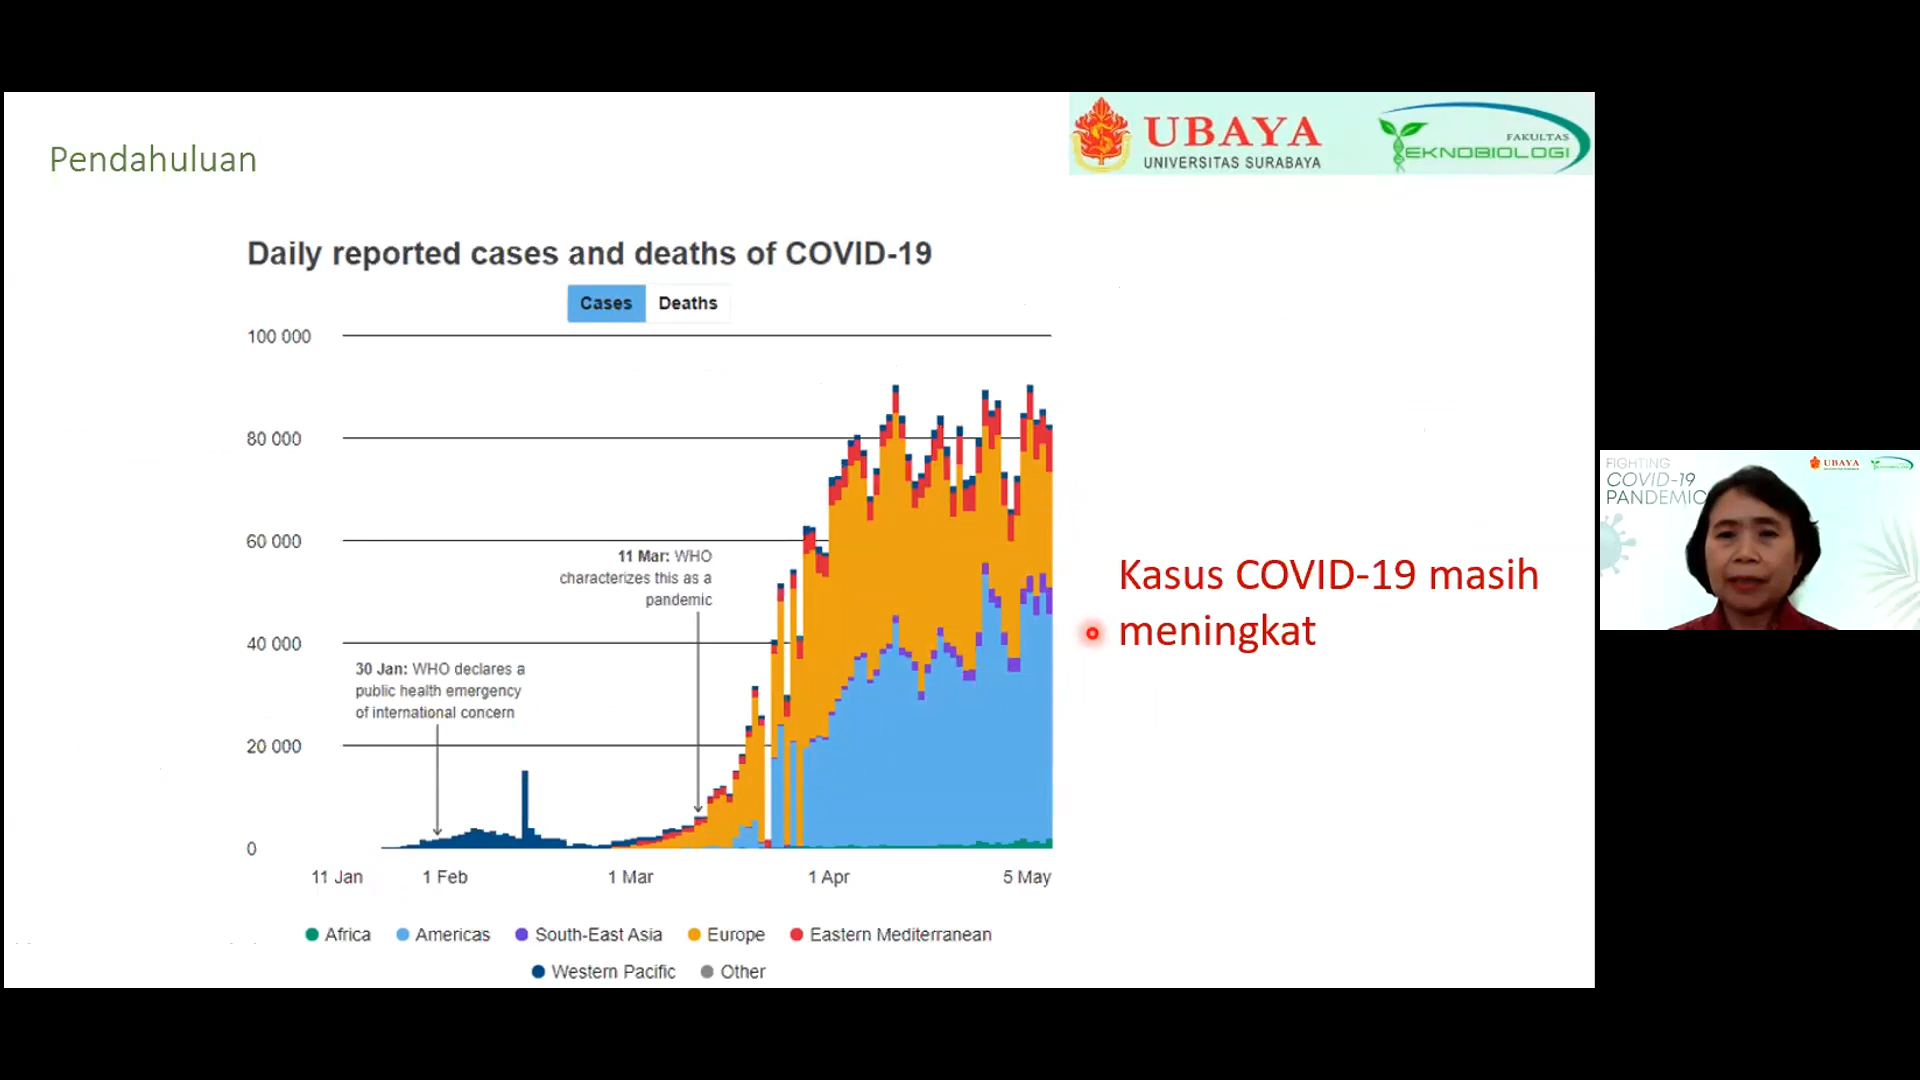 Pendahuluan
UBAYA
UNIVERSITAS SURABAYA
FAKULTAS
TEKNOBIOLOGI
Daily reported cases and deaths of COVID-19
Cases Deaths
100 000
80 000
60 000
40 000
20 000
0
11 Mar: WHO
characterizes this as a
pandemic
30 Jan: WHO declares a
public health emergency
of international concern
11 Jan 1 Feb 1 Mar 1 Apr 5 May
Africa Americas South-East Asia Europe Eastern Mediterranean
Western Pacific Other
Kasus COVID-19 masih
meningkat
FIGHTING
COVID-19
PANDEMIC
UBAYA